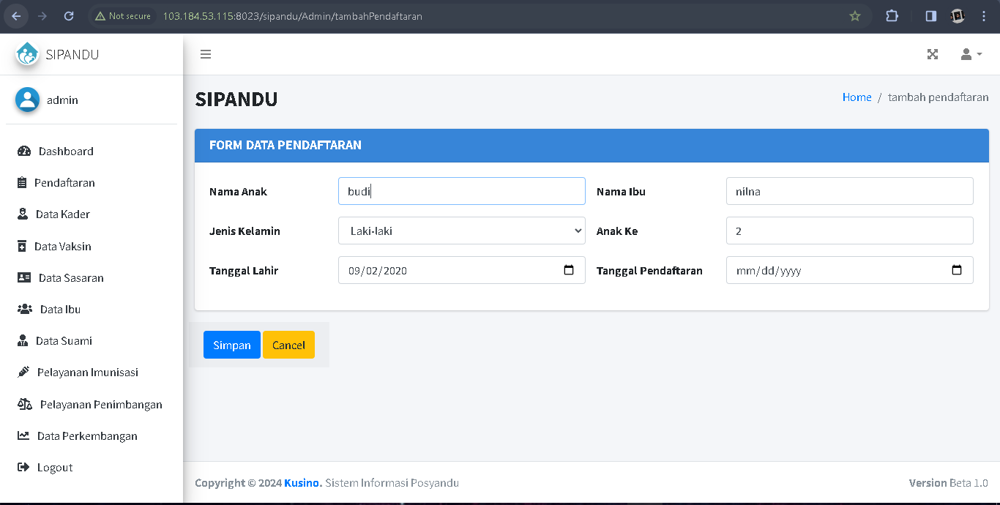 Not secure 103.184.53.115:8023/sipandu/Admin/tambahPendaftaran
SIPANDU
admin
Dashboard
Pendaftaran
Data Kader
Data Vaksin
Data Sasaran
Data Ibu
Data Suami
Pelayanan Imunisasi
Pelayanan Penimbangan
Data Perkembangan
Logout
SIPANDU
Home / tambah pendaftaran
FORM DATA PENDAFTARAN
Nama Anak budi Nama Ibu nilna
Jenis Kelamin Laki-laki Anak Ke 2
Tanggal Lahir 09/02/2020 Tanggal Pendaftaran mm/dd/yyyy
Simpan Cancel
Copyright © 2024 Kusino. Sistem Informasi Posyandu Version Beta 1.0